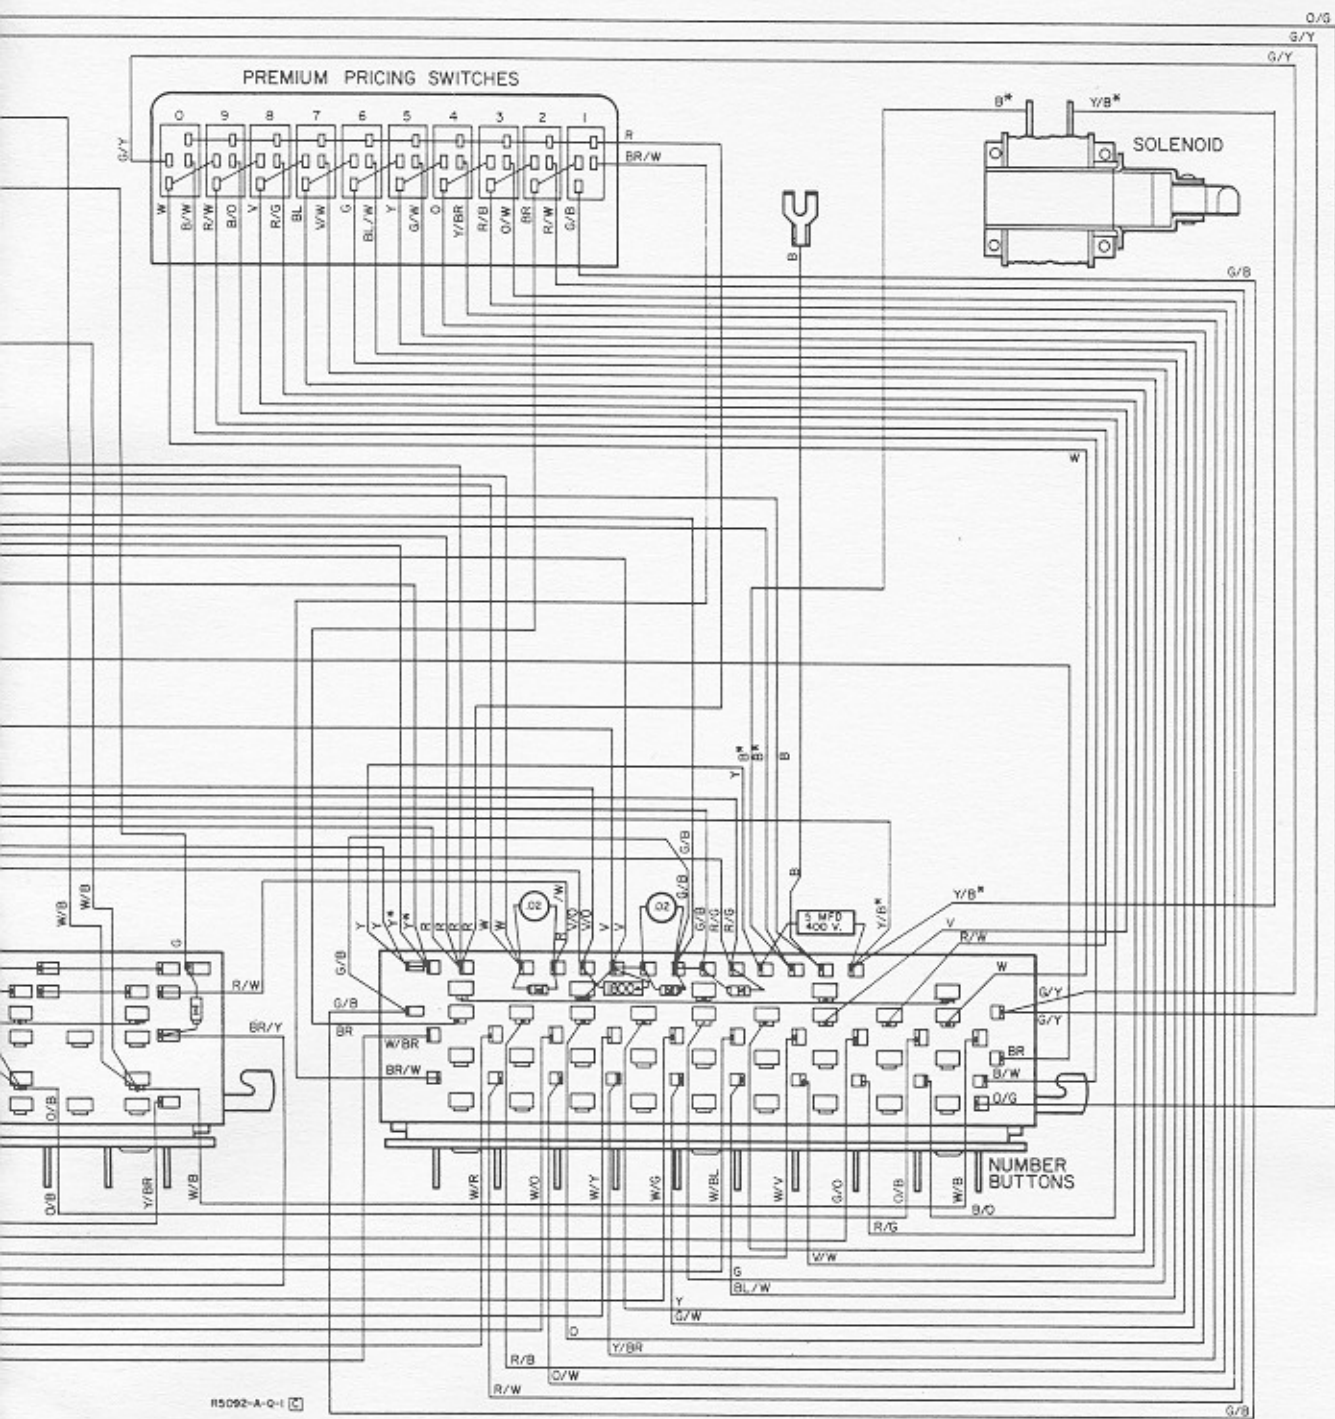 O/G
G/Y
G/Y
PREMIUM PRICING SWITCHES
B* Y/B*
SOLENOID
0 9 8 7 6 5 4 3 2 1
R
BR/W
G/Y
W B/W R/W B/O V R/G BL V/W G BL/W Y G/W O Y/BR R/B O/W BR R/W G/B
B
G/B
W
Y B* B* B
G/B
B
W/B W/B
Y Y Y* Y* R R R R W W
.02
R /W V/O V/O V V
.02
G/B G/B R/G R/G
5 MFD
400 V.
Y/B*
Y/B*
V
R/W
W
G
G/B
R/W
1800
G/Y
G/B
G/Y
BR/Y
BR
W/BR
BR
BR/W
B/W
O/G
O/B
NUMBER
BUTTONS
O/B Y/BR W/B
W/R W/O W/Y W/G W/BL W/V G/O O/B W/B
B/O
R/G
V/W
G
BL/W
Y
G/W
O
Y/BR
R/B
O/W
R/W
R5092-A-Q-1 C
G/B